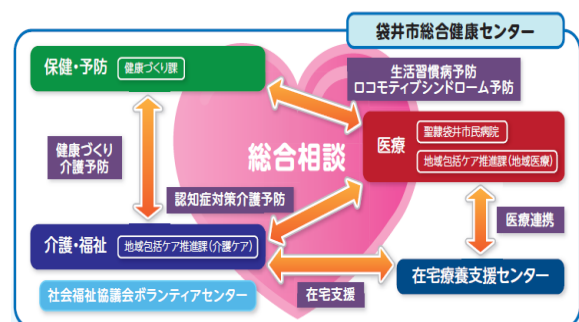 袋井市総合健康センター
保健・予防 健康づくり課
生活習慣病予防
ロコモティブシンドローム予防
健康づくり
介護予防
総合相談
医療
聖隷袋井市民病院
地域包括ケア推進課(地域医療)
認知症対策介護予防
医療連携
介護・福祉 地域包括ケア推進課(介護ケア)
在宅療養支援センター
社会福祉協議会ボランティアセンター
在宅支援